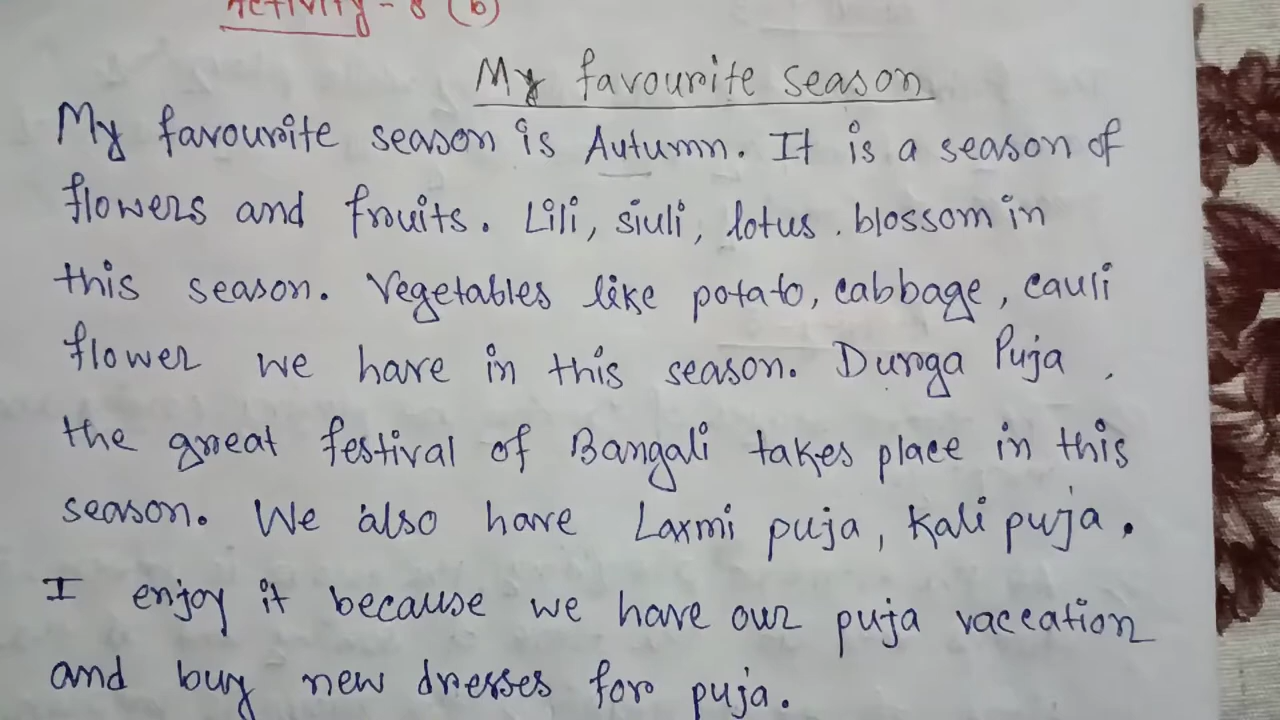 Activity - 8 (b)
My favourite season
My favourite season is Autumn. It is a season of
flowers and fruits. Lili, siuli, lotus . blossom in
this season. Vegetables like potato, cabbage, cauli
flower we have in this season. Durga Puja ,
the great festival of Bangali takes place in this
season. We also have Laxmi puja, Kali puja.
I enjoy it because we have our puja vaccation
and buy new dresses for puja.